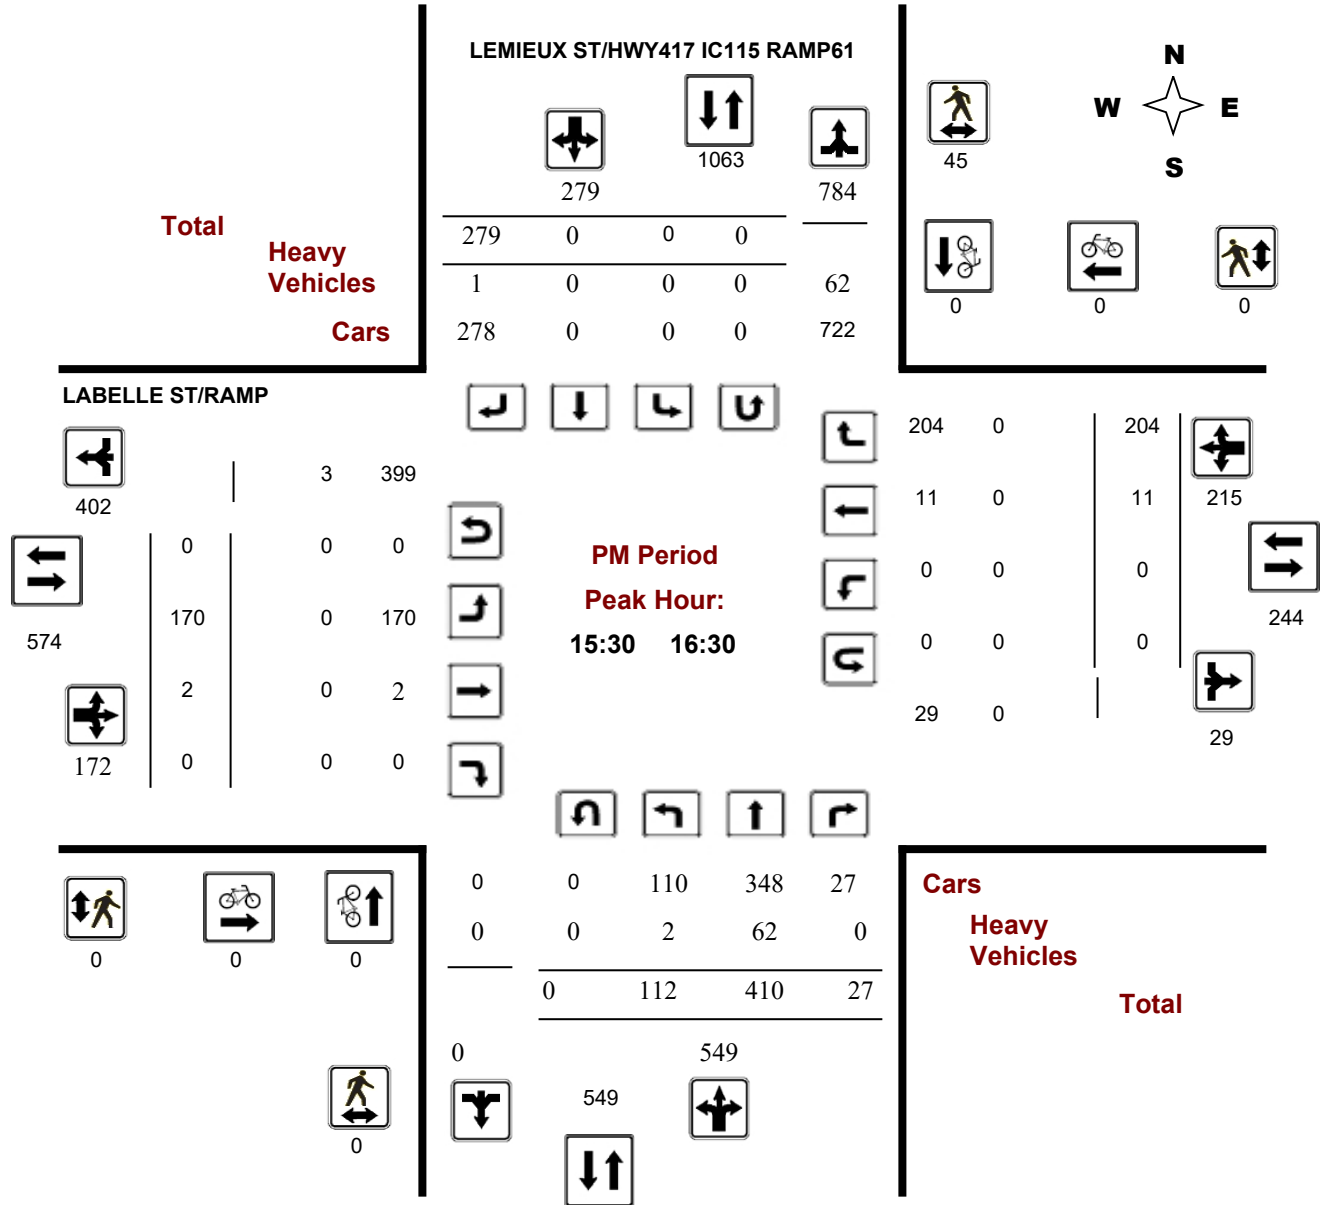 LEMIEUX ST/HWY417 IC115 RAMP61
N
W E
S
1063
45
279 784
Total
279 0 0 0
Heavy
Vehicles
1 0 0 0 62
0 0 0
Cars
278 0 0 0 722
LABELLE ST/RAMP
204 0 204
3 399
402
11 0 11 215
0 0 0
PM Period
0 0 0
Peak Hour:
170 0 170
574
244
15:30 16:30
0 0 0
2 0 2
29 0
29
172 0 0 0
0 0 110 348 27
Cars
0 0 2 62 0
Heavy
Vehicles
0 0 0
0 112 410 27
Total
0 549
549
0